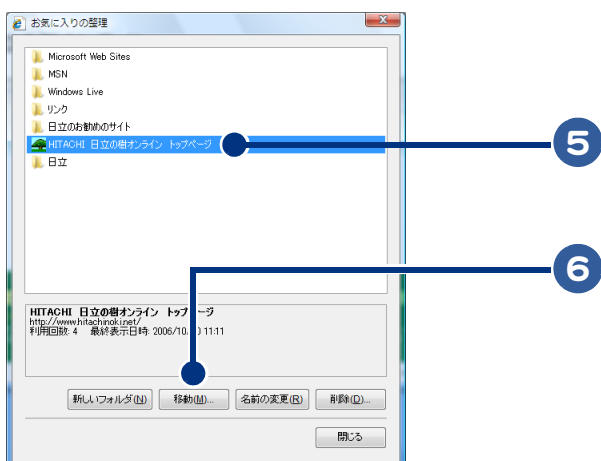 お気に入りの整理
Microsoft Web Sites
MSN
Windows Live
リンク
日立のお勧めのサイト
HITACHI 日立の樹オンライン トップページ
5
日立
6
HITACHI 日立の樹オンライン トップ ージ
http://www.hitachinoki.net/
利用回数: 4 最終表示日時: 2006/10/ 0 11:11
新しいフォルダ(N) 移動(M)... 名前の変更(R) 削除(D)...
閉じる